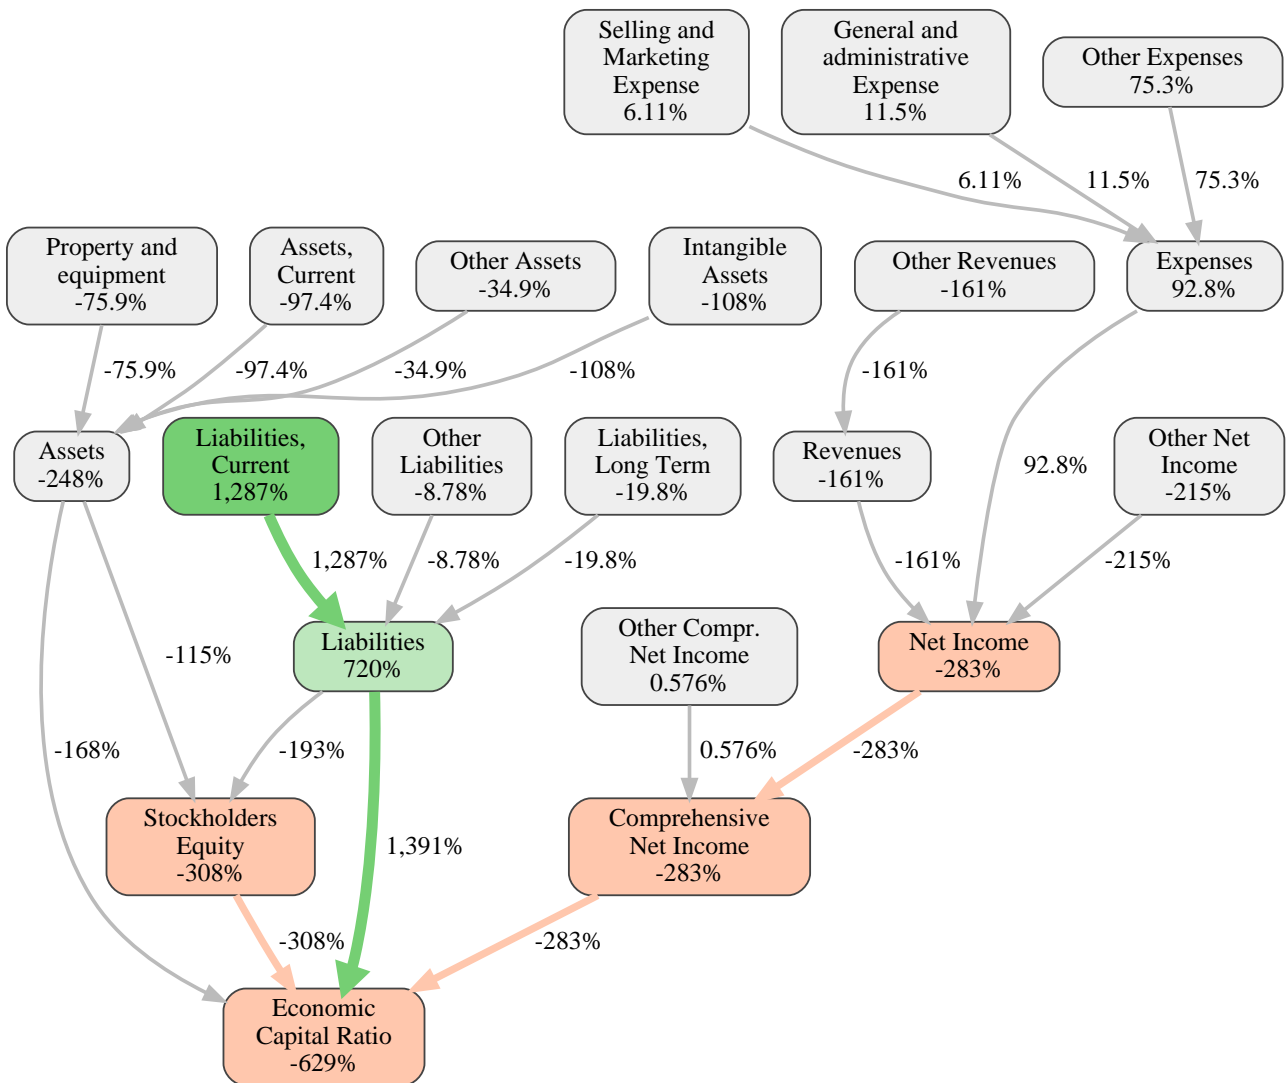 Selling and
Marketing
Expense
6.11%
General and
administrative
Expense
11.5%
Other Expenses
75.3%
6.11%
11.5%
75.3%
Property and
equipment
-75.9%
Assets,
Current
-97.4%
Other Assets
-34.9%
Intangible
Assets
-108%
Other Revenues
-161%
Expenses
92.8%
-75.9%
-97.4%
-34.9%
-108%
-161%
Assets
-248%
Liabilities,
Current
1,287%
Other
Liabilities
-8.78%
Liabilities,
Long Term
-19.8%
Revenues
-161%
92.8%
Other Net
Income
-215%
1,287%
-8.78%
-19.8%
-161%
-215%
-115%
Liabilities
720%
Other Compr.
Net Income
0.576%
Net Income
-283%
-168%
-193%
0.576%
-283%
Stockholders
Equity
-308%
1,391%
Comprehensive
Net Income
-283%
-308%
-283%
Economic
Capital Ratio
-629%